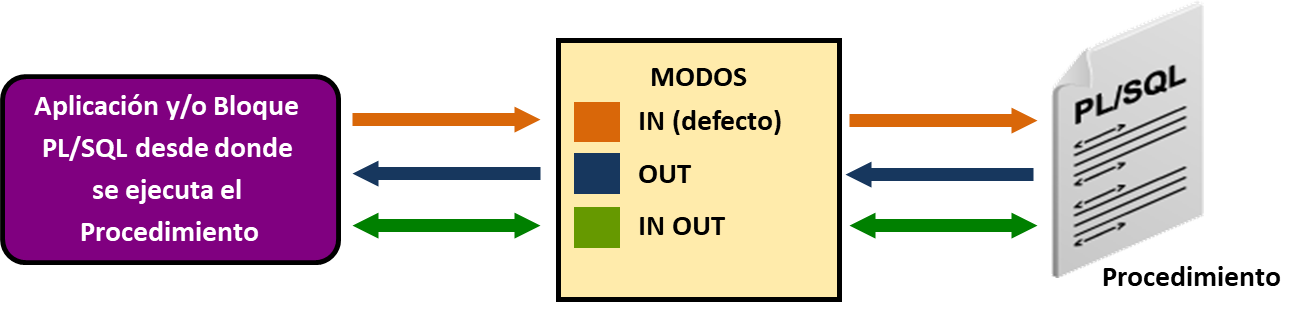 Aplicación y/o Bloque
PL/SQL desde donde
se ejecuta el
Procedimiento
MODOS
IN (defecto)
OUT
IN OUT
PL/SQL
Procedimiento